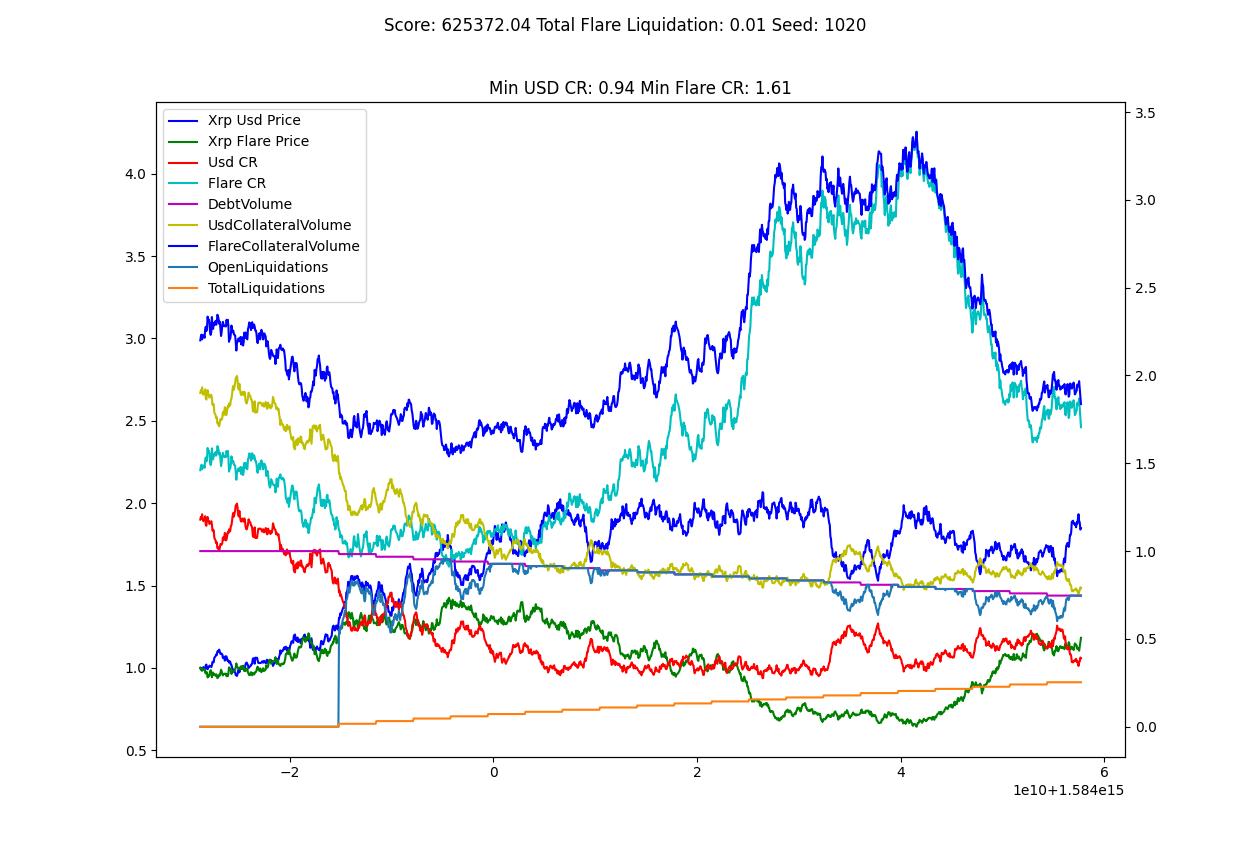 Score: 625372.04 Total Flare Liquidation: 0.01 Seed: 1020
Min USD CR: 0.94 Min Flare CR: 1.61
Xrp Usd Price
Xrp Flare Price
Usd CR
Flare CR
DebtVolume
UsdCollateralVolume
FlareCollateralVolume
OpenLiquidations
TotalLiquidations
4.0
3.5
3.0
2.5
2.0
1.5
1.0
0.5
3.5
3.0
2.5
2.0
1.5
1.0
0.5
0.0
−2
0
2
4
6
1e10+1.584e15